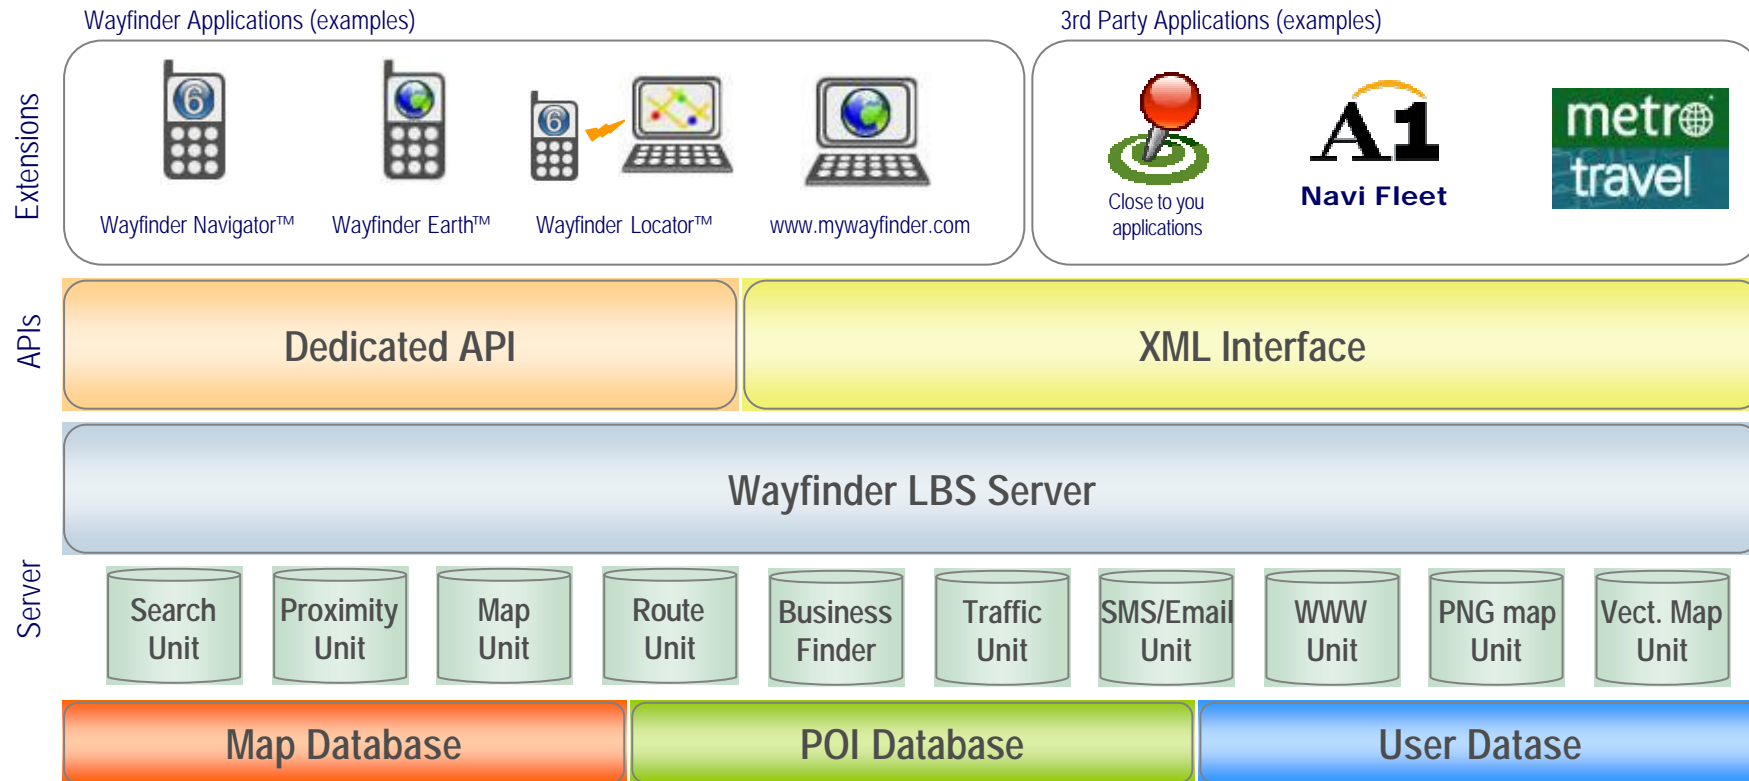 Wayfinder Applications (examples)
3rd Party Applications (examples)
Extensions
6
6
A1
metro
travel
Wayfinder Navigator™
Wayfinder Earth™
Wayfinder Locator™
www.mywayfinder.com
Close to you
applications
Navi Fleet
APIs
Dedicated API
XML Interface
Server
Wayfinder LBS Server
Search
Unit
Proximity
Unit
Map
Unit
Route
Unit
Business
Finder
Traffic
Unit
SMS/Email
Unit
WWW
Unit
PNG map
Unit
Vect. Map
Unit
Map Database
POI Database
User Datase